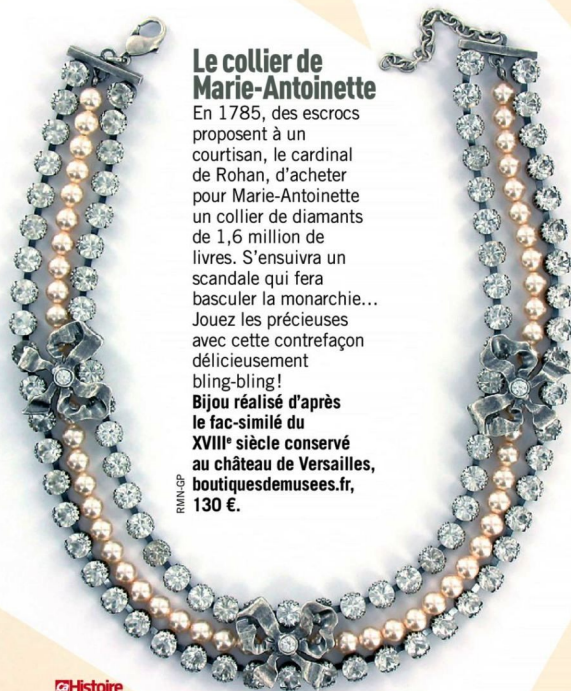 Le collier de
Marie-Antoinette
En 1785, des escrocs
proposent à un
courtisan, le cardinal
de Rohan, d’acheter
pour Marie-Antoinette
un collier de diamants
de 1,6 million de
livres. S’ensuivra un
scandale qui fera
basculer la monarchie…
Jouez les précieuses
avec cette contrefaçon
délicieusement
bling-bling !
Bijou réalisé d’après
le fac-similé du
XVIIIe siècle conservé
au château de Versailles,
boutiquesdemusees.fr,
130 €.
RMN-GP
ça Histoire